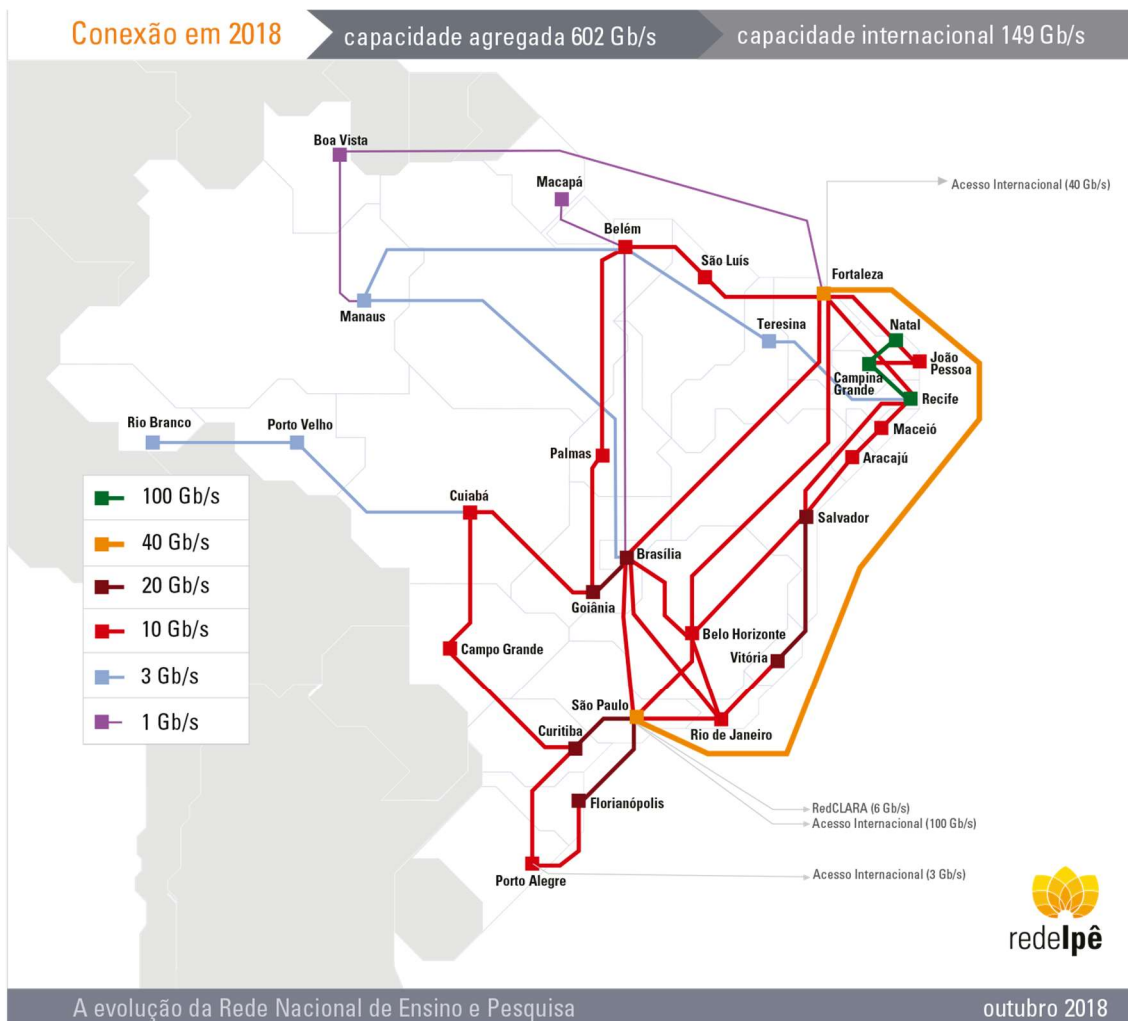 Conexão em 2018
capacidade agregada 602 Gb/s
capacidade internacional 149 Gb/s
Boa Vista
Macapá
Acesso Internacional (40 Gb/s)
Belém
São Luís
Fortaleza
Manaus
Teresina
Natal
João
Pessoa
Campina
Grande
Recife
Rio Branco
Porto Velho
Maceió
Palmas
Aracajú
Cuiabá
Salvador
100 Gb/s
40 Gb/s
20 Gb/s
10 Gb/s
3 Gb/s
1 Gb/s
Brasília
Goiânia
Belo Horizonte
Campo Grande
Vitória
São Paulo
Rio de Janeiro
Curitiba
Florianópolis
RedCLARA (6 Gb/s)
Acesso Internacional (100 Gb/s)
Porto Alegre
Acesso Internacional (3 Gb/s)
redeIpê
A evolução da Rede Nacional de Ensino e Pesquisa
outubro 2018